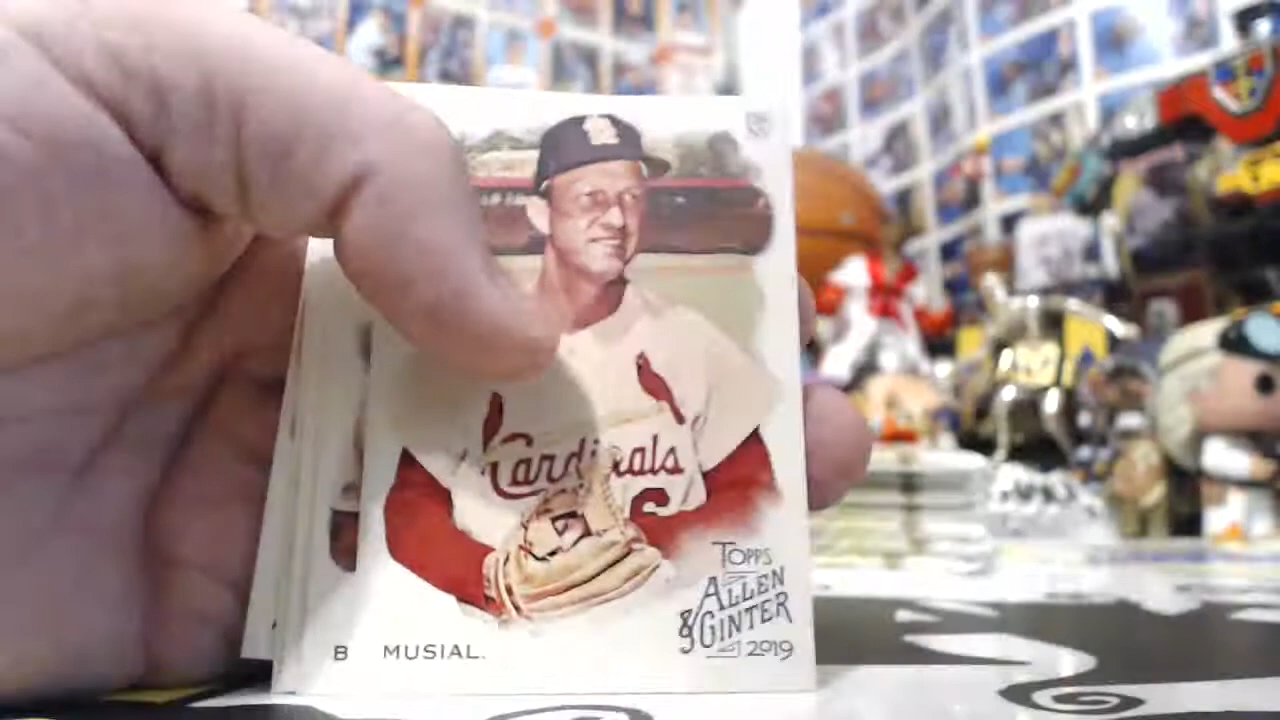 Cardinals
TOPPS
ALLEN
& GINTER
2019
B MUSIAL.